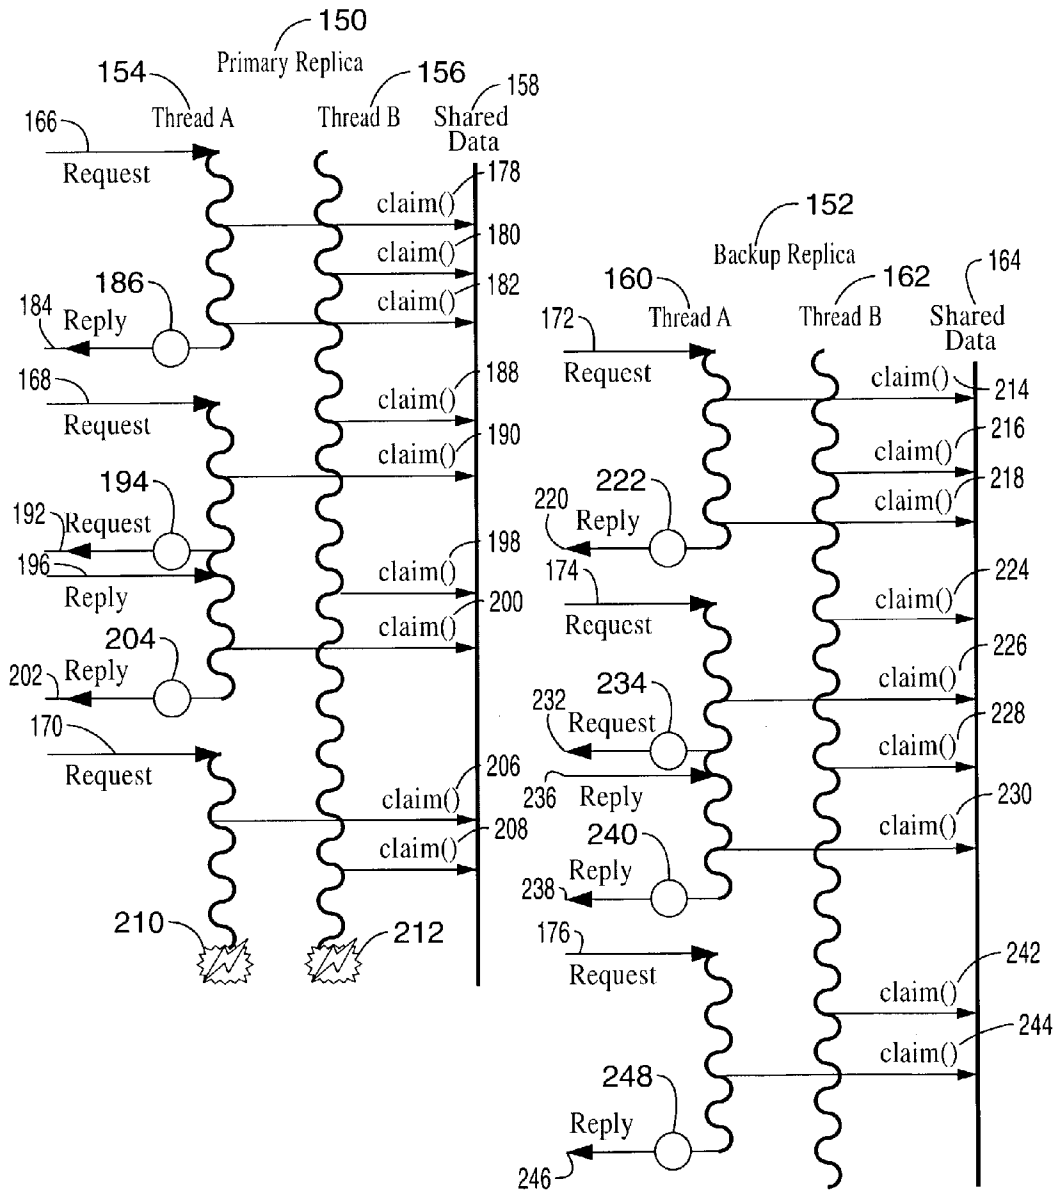 150
Primary Replica
154
156
158
Thread A
Thread B
Shared
Data
166
Request
178
claim()
180
claim()
182
claim()
186
184
Reply
168
Request
188
claim()
190
claim()
194
192
Request
196
Reply
198
claim()
200
claim()
204
202
Reply
170
Request
206
claim()
208
claim()
210
212
152
Backup Replica
160
162
164
Thread A
Thread B
Shared
Data
172
Request
claim()
214
216
claim()
218
claim()
222
220
Reply
174
Request
224
claim()
226
claim()
234
232
Request
228
claim()
236
Reply
230
claim()
240
238
Reply
176
Request
242
claim()
244
claim()
248
Reply
246